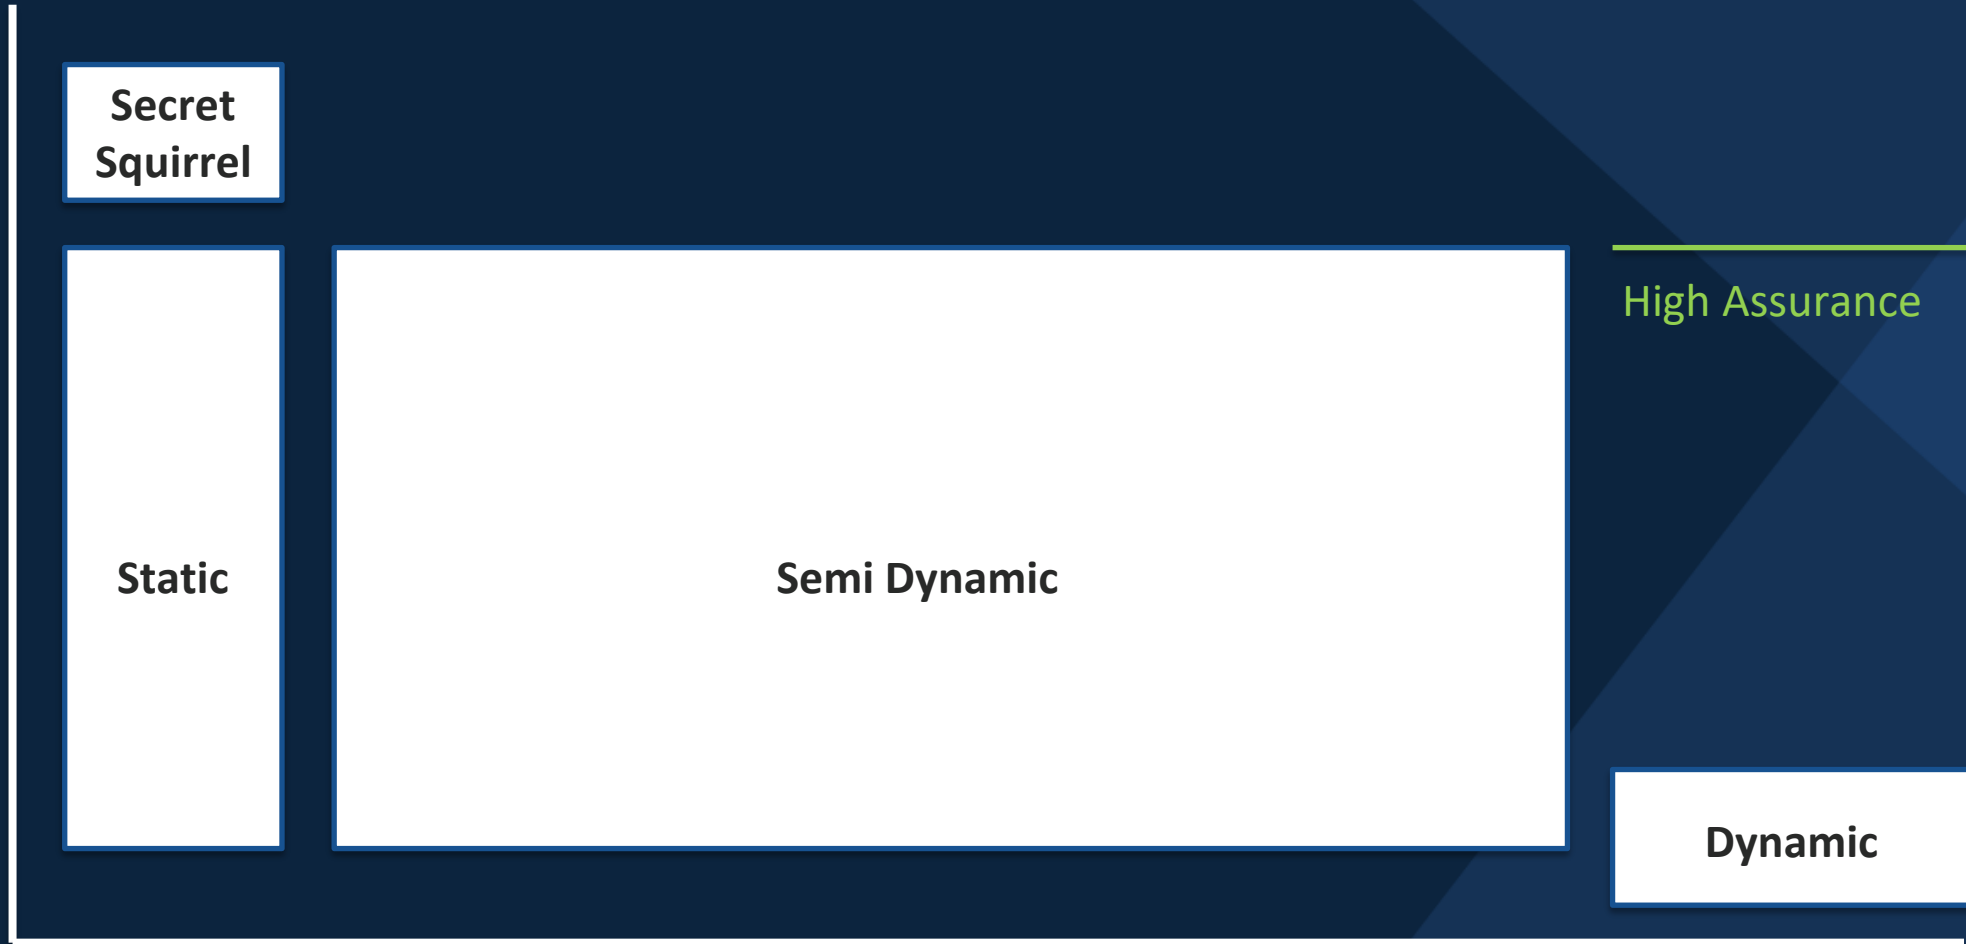 Secret
Squirrel
High Assurance
Static
Semi Dynamic
Dynamic